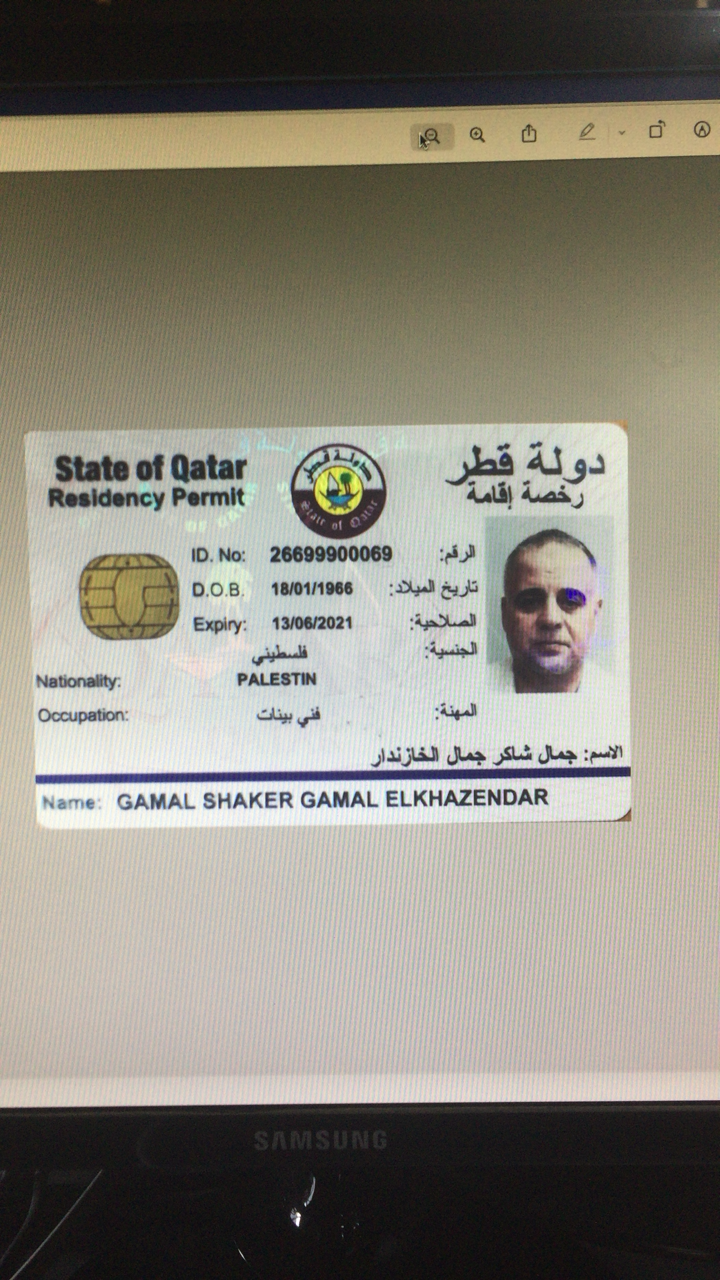 State of Qatar
دولة قطر
Residency Permit
رخصة إقامة
دولة قطر
State of Qatar
ID. No: 26699900069 الرقم:
D.O.B. 18/01/1966 تاريخ الميلاد:
Expiry: 13/06/2021 الصلاحية:
فلسطيني الجنسية:
Nationality: PALESTIN
Occupation: فني بينات المهنة:
الاسم: جمال شاكر جمال الخازندار
Name: GAMAL SHAKER GAMAL ELKHAZENDAR
SAMSUNG